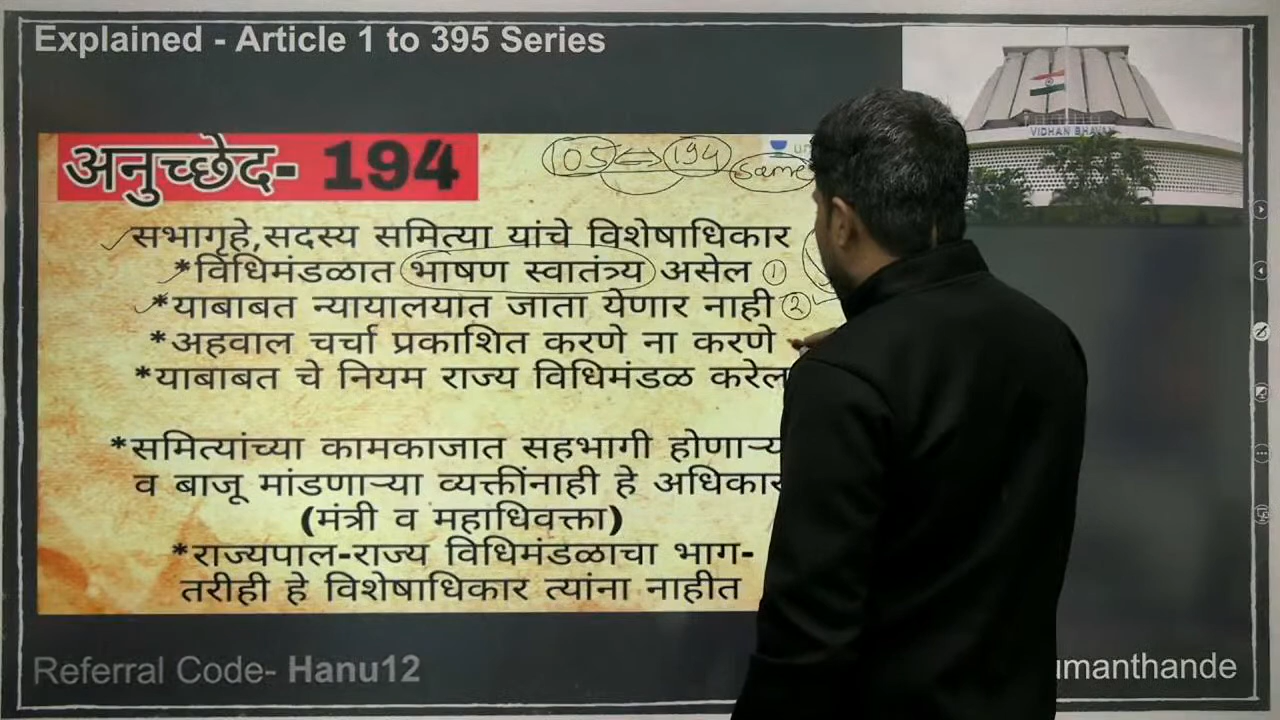 Explained - Article 1 to 395 Series
VIDHAN BHAVAN
अनुच्छेद- 194
105 ⟺ 194
Same
सभागृहे,सदस्य समित्या यांचे विशेषाधिकार
*विधिमंडळात भाषण स्वातंत्र्य असेल 1
*याबाबत न्यायालयात जाता येणार नाही 2
*अहवाल चर्चा प्रकाशित करणे ना करणे
*याबाबत चे नियम राज्य विधिमंडळ करेल
*समित्यांच्या कामकाजात सहभागी होणाऱ्या
व बाजू मांडणाऱ्या व्यक्तींनाही हे अधिकार
(मंत्री व महाधिवक्ता)
*राज्यपाल-राज्य विधिमंडळाचा भाग-
तरीही हे विशेषाधिकार त्यांना नाहीत
Referral Code- Hanu12
umanthande